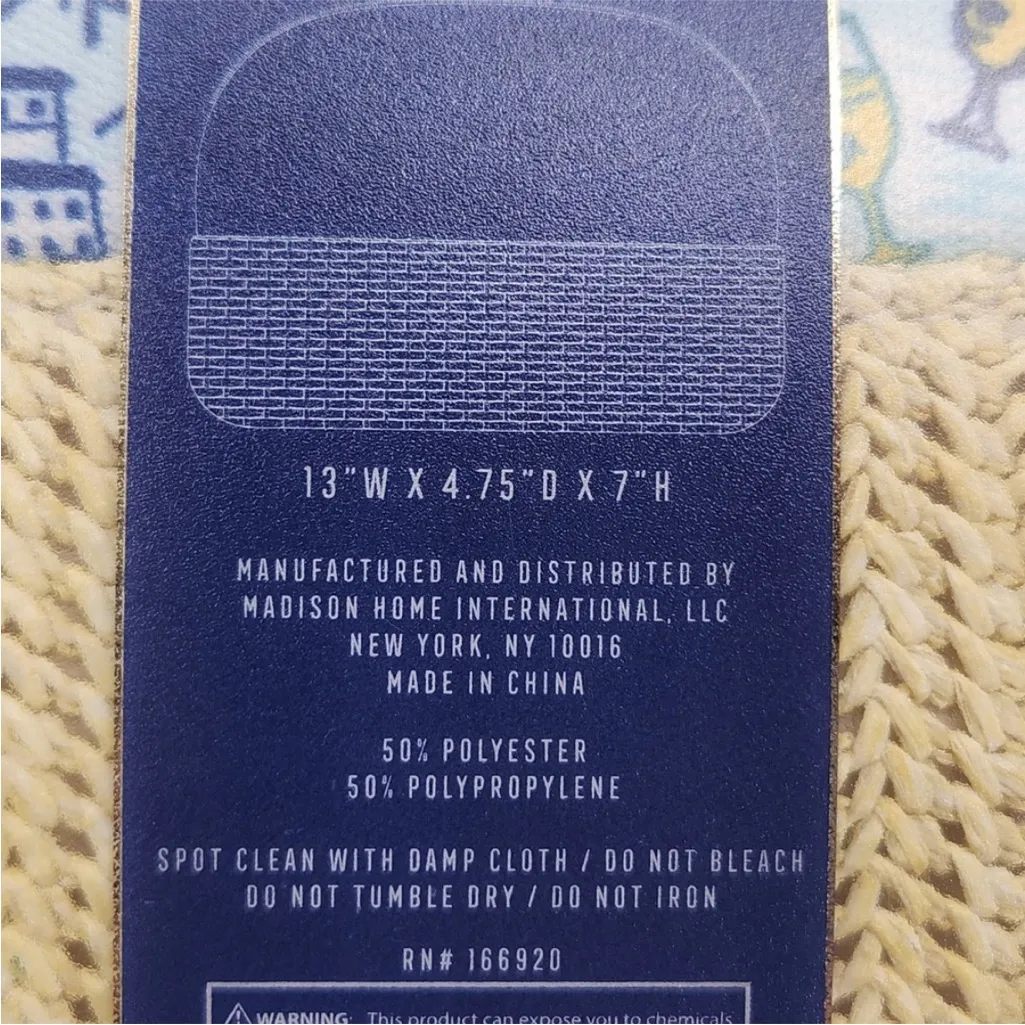 13"W X 4.75"D X 7"H
MANUFACTURED AND DISTRIBUTED BY
MADISON HOME INTERNATIONAL, LLC
NEW YORK, NY 10016
MADE IN CHINA
50% POLYESTER
50% POLYPROPYLENE
SPOT CLEAN WITH DAMP CLOTH / DO NOT BLEACH
DO NOT TUMBLE DRY / DO NOT IRON
RN# 166920
WARNING: This product can expose you to chemicals